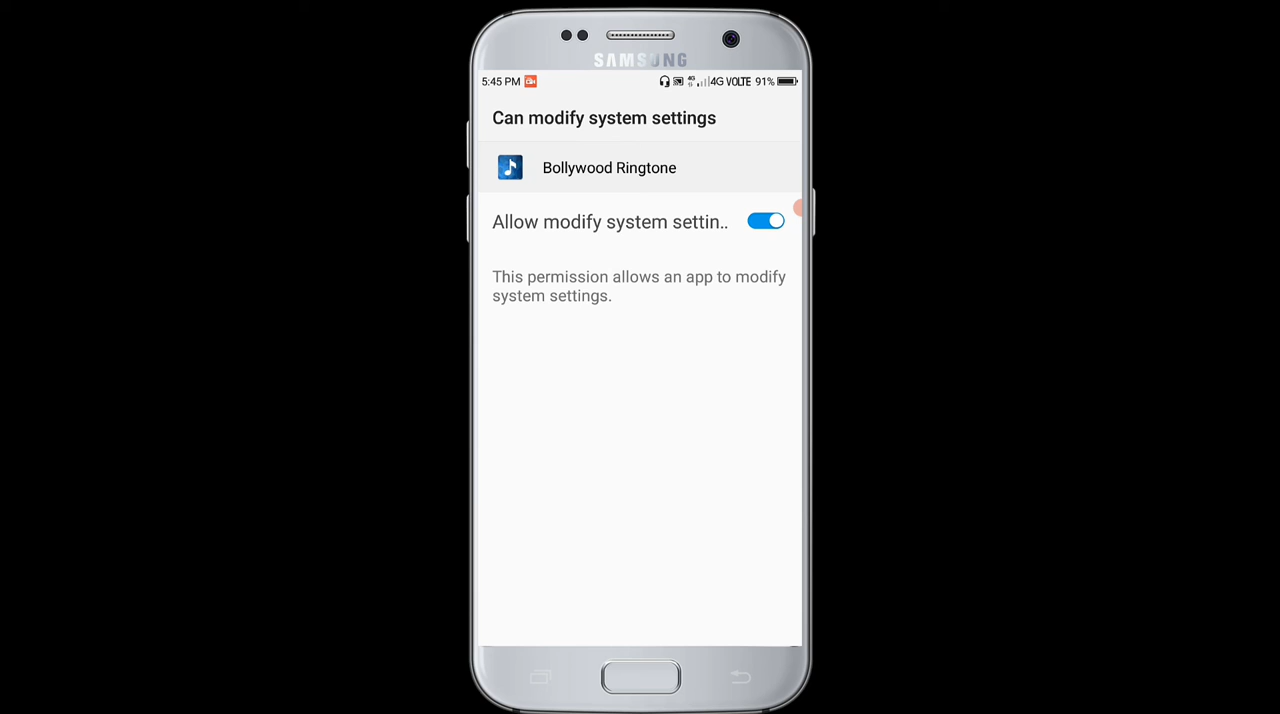 SAMSUNG
5:45 PM 4G 4G VOLTE 91%
Can modify system settings
Bollywood Ringtone
Allow modify system settin..
This permission allows an app to modify
system settings.